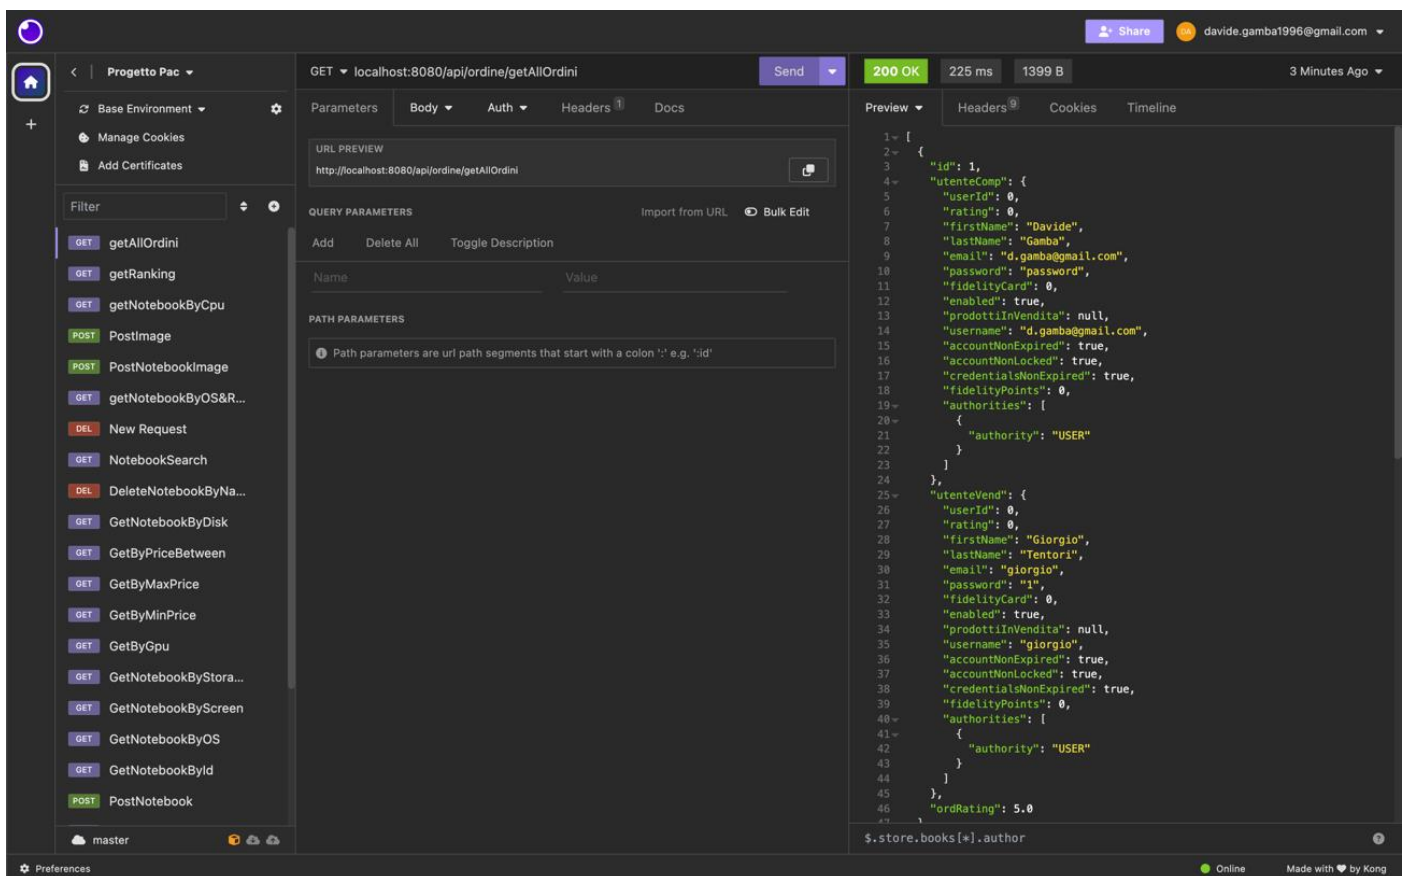 Share
DA davide.gamba1996@gmail.com
Progetto Pac
Base Environment
Manage Cookies
Add Certificates
Filter
GET getAllOrdini
GET getRanking
GET getNotebookByCpu
POST PostImage
POST PostNotebookImage
GET getNotebookByOS&R...
DEL New Request
GET NotebookSearch
DEL DeleteNotebookByNa...
GET GetNotebookByDisk
GET GetByPriceBetween
GET GetByMaxPrice
GET GetByMinPrice
GET GetByGpu
GET GetNotebookByStora...
GET GetNotebookByScreen
GET GetNotebookByOS
GET GetNotebookById
POST PostNotebook
master
Preferences
GET localhost:8080/api/ordine/getAllOrdini Send
Parameters Body Auth Headers 1 Docs
URL PREVIEW
http://localhost:8080/api/ordine/getAllOrdini
QUERY PARAMETERS Import from URL Bulk Edit
Add Delete All Toggle Description
Name Value
PATH PARAMETERS
Path parameters are url path segments that start with a colon ':' e.g. ':id'
200 OK 225 ms 1399 B 3 Minutes Ago
Preview Headers 9 Cookies Timeline
1 [
2 {
3 "id": 1,
4 "utenteComp": {
5 "userId": 0,
6 "rating": 0,
7 "firstName": "Davide",
8 "lastName": "Gamba",
9 "email": "d.gamba@gmail.com",
10 "password": "password",
11 "fidelityCard": 0,
12 "enabled": true,
13 "prodottiInVendita": null,
14 "username": "d.gamba@gmail.com",
15 "accountNonExpired": true,
16 "accountNonLocked": true,
17 "credentialsNonExpired": true,
18 "fidelityPoints": 0,
19 "authorities": [
20 {
21 "authority": "USER"
22 }
23 ]
24 },
25 "utenteVend": {
26 "userId": 0,
27 "rating": 0,
28 "firstName": "Giorgio",
29 "lastName": "Tentori",
30 "email": "giorgio",
31 "password": "1",
32 "fidelityCard": 0,
33 "enabled": true,
34 "prodottiInVendita": null,
35 "username": "giorgio",
36 "accountNonExpired": true,
37 "accountNonLocked": true,
38 "credentialsNonExpired": true,
39 "fidelityPoints": 0,
40 "authorities": [
41 {
42 "authority": "USER"
43 }
44 ]
45 },
46 "ordRating": 5.0
$.store.books[*].author
Online Made with ♥ by Kong